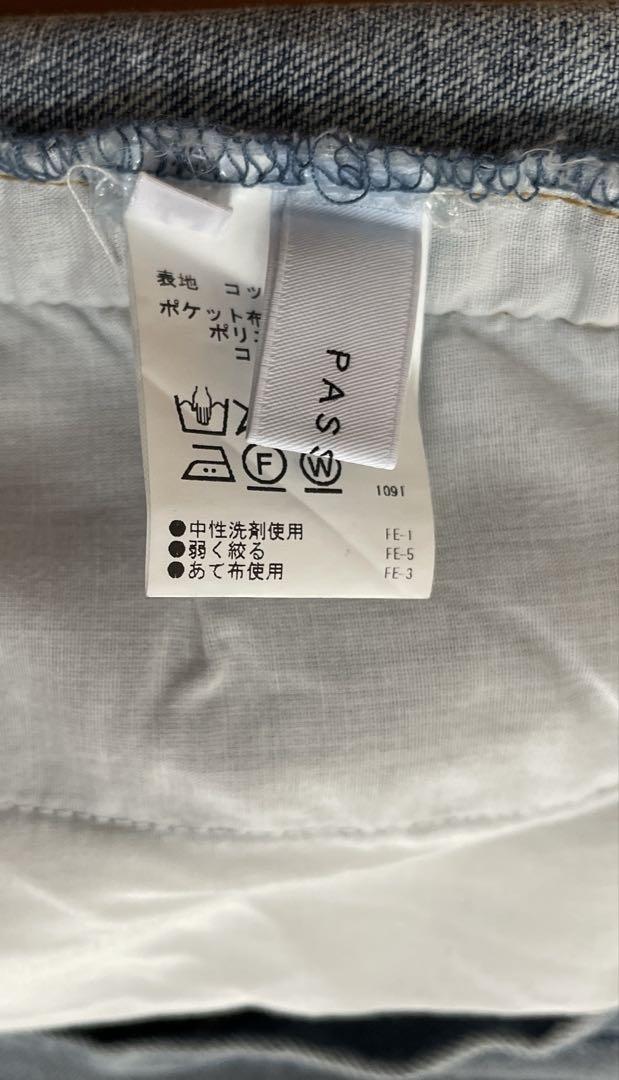 表地 コッ
ポケット布
ポリ
コ
PASS
F
W
1091
●中性洗剤使用 FE-1
●弱く絞る FE-5
●あて布使用 FE-3